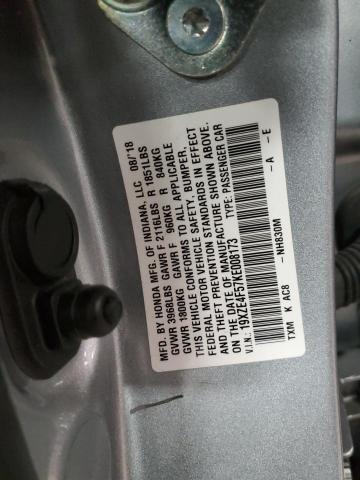 MFD. BY HONDA MFG. OF INDIANA, LLC 08/18
GVWR 3968LBS GAWR F 2116LBS R 1851LBS
GVWR 1800KG GAWR F 960KG R 840KG
THIS VEHICLE CONFORMS TO ALL APPLICABLE
FEDERAL MOTOR VEHICLE SAFETY, BUMPER,
AND THEFT PREVENTION STANDARDS IN EFFECT
ON THE DATE OF MANUFACTURE SHOWN ABOVE.
V.I.N.: 19XZE4F57KE008173 TYPE: PASSENGER CAR
NH830M -A -E
TXM K AC8